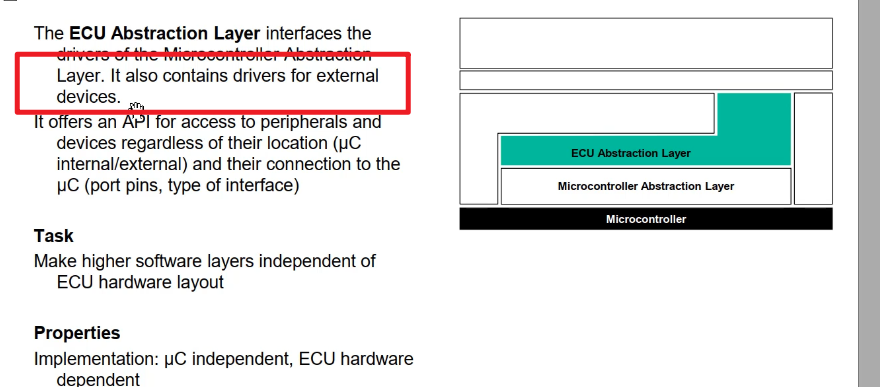 The ECU Abstraction Layer interfaces the
drivers of the Microcontroller Abstraction
Layer. It also contains drivers for external
devices.
It offers an API for access to peripherals and
devices regardless of their location (µC
internal/external) and their connection to the
µC (port pins, type of interface)
Task
Make higher software layers independent of
ECU hardware layout
Properties
Implementation: µC independent, ECU hardware
dependent
ECU Abstraction Layer
Microcontroller Abstraction Layer
Microcontroller